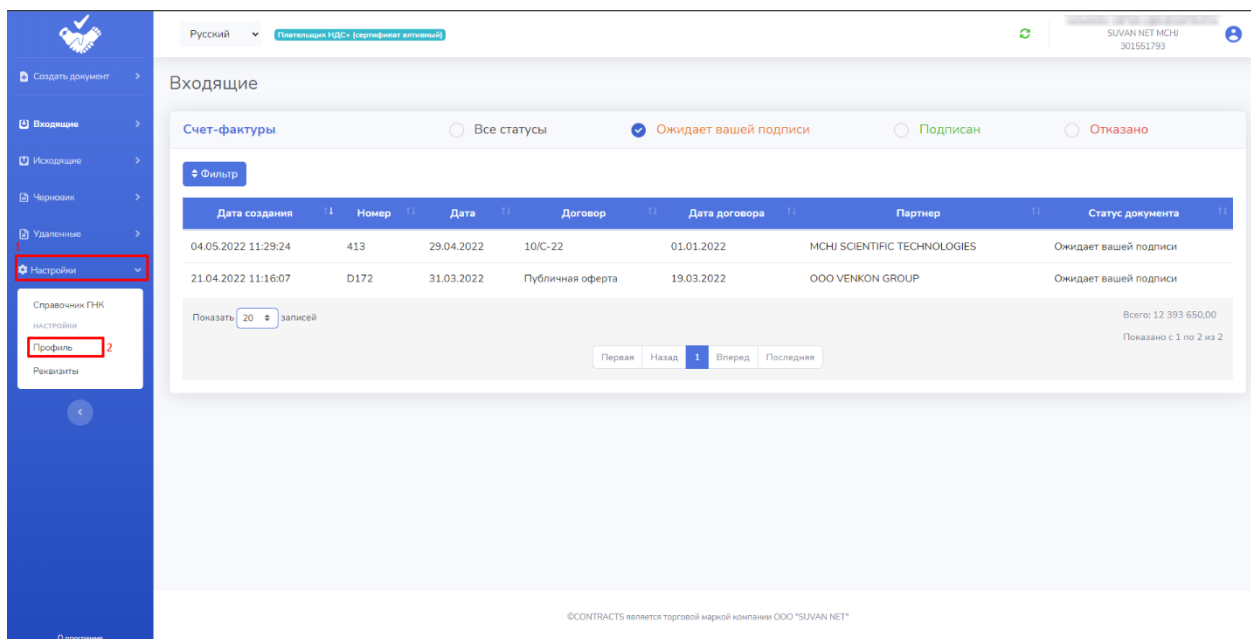 Русский
Плательщик НДС+ (сертификат активный)
SUVAN NET MCHJ
301551793
Создать документ
Входящие
Исходящие
Черновик
Удаленные
1
Настройки
Справочник ГНК
НАСТРОЙКИ
Профиль 2
Реквизиты
О программе
Входящие
Счет-фактуры Все статусы Ожидает вашей подписи Подписан Отказано
Фильтр
Дата создания Номер Дата Договор Дата договора Партнер Статус документа
04.05.2022 11:29:24 413 29.04.2022 10/С-22 01.01.2022 MCHJ SCIENTIFIC TECHNOLOGIES Ожидает вашей подписи
21.04.2022 11:16:07 D172 31.03.2022 Публичная оферта 19.03.2022 ООО VENKON GROUP Ожидает вашей подписи
Показать 20 записей
Всего: 12 393 650,00
Показано с 1 по 2 из 2
Первая Назад 1 Вперед Последняя
©CONTRACTS является торговой маркой компании ООО "SUVAN NET"